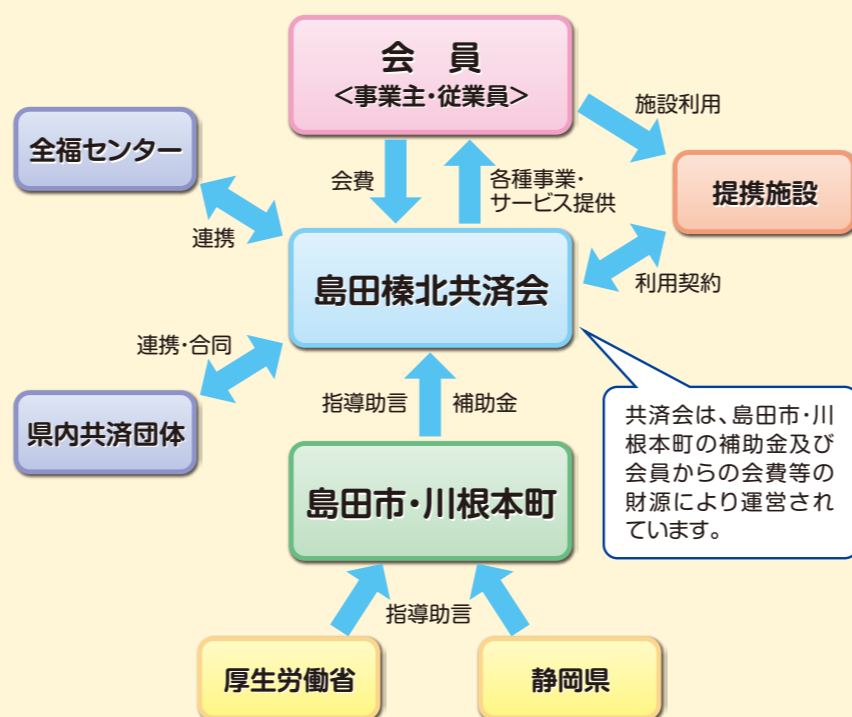 会 員
<事業主・従業員>
施設利用
全福センター
会費
各種事業・
サービス提供
提携施設
連携
島田榛北共済会
利用契約
連携・合同
県内共済団体
指導助言
補助金
共済会は、島田市・川
根本町の補助金及び
会員からの会費等の
財源により運営され
ています。
島田市・川根本町
指導助言
厚生労働省
静岡県